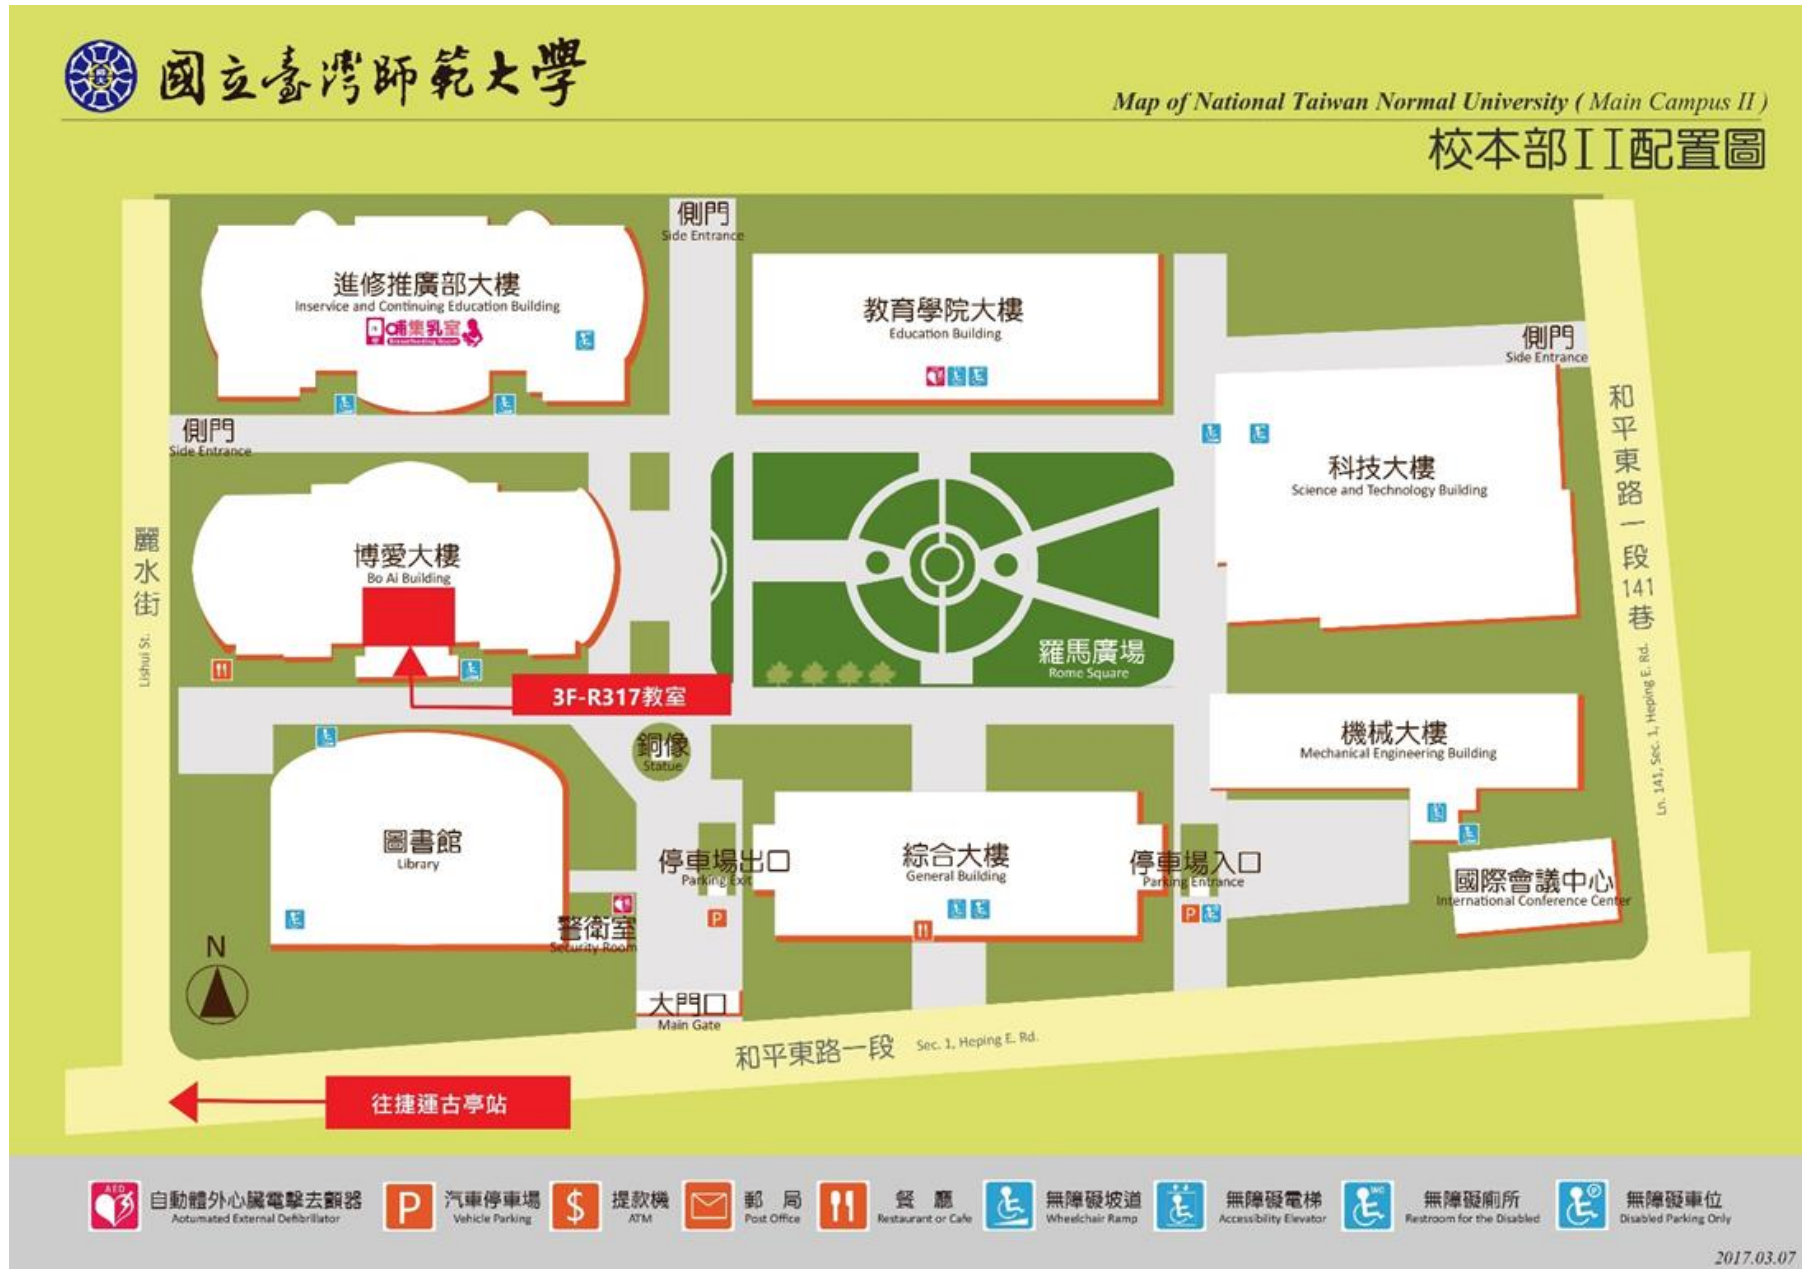 國立臺灣師範大學
Map of National Taiwan Normal University ( Main Campus II )
校本部II配置圖
側門
Side Entrance
進修推廣部大樓
Inservice and Continuing Education Building
哺集乳室
Breastfeeding Room
教育學院大樓
Education Building
側門
Side Entrance
側門
Side Entrance
科技大樓
Science and Technology Building
和平東路一段141巷
Ln. 141, Sec. 1, Heping E. Rd.
麗水街
Lishui St.
博愛大樓
Bo Ai Building
3F-R317教室
羅馬廣場
Rome Square
銅像
Statue
機械大樓
Mechanical Engineering Building
圖書館
Library
停車場出口
Parking Exit
P
綜合大樓
General Building
停車場入口
Parking Entrance
P
國際會議中心
International Conference Center
警衛室
Security Room
N
大門口
Main Gate
和平東路一段
Sec. 1, Heping E. Rd.
往捷運古亭站
AED
自動體外心臟電擊去顫器
Aotumated External Defibrillator
P
汽車停車場
Vehicle Parking
$
提款機
ATM
郵 局
Post Office
餐 廳
Restaurant or Cafe
無障礙坡道
Wheelchair Ramp
無障礙電梯
Accessibility Elevator
WC
無障礙廁所
Restroom for the Disabled
P
無障礙車位
Disabled Parking Only
2017.03.07